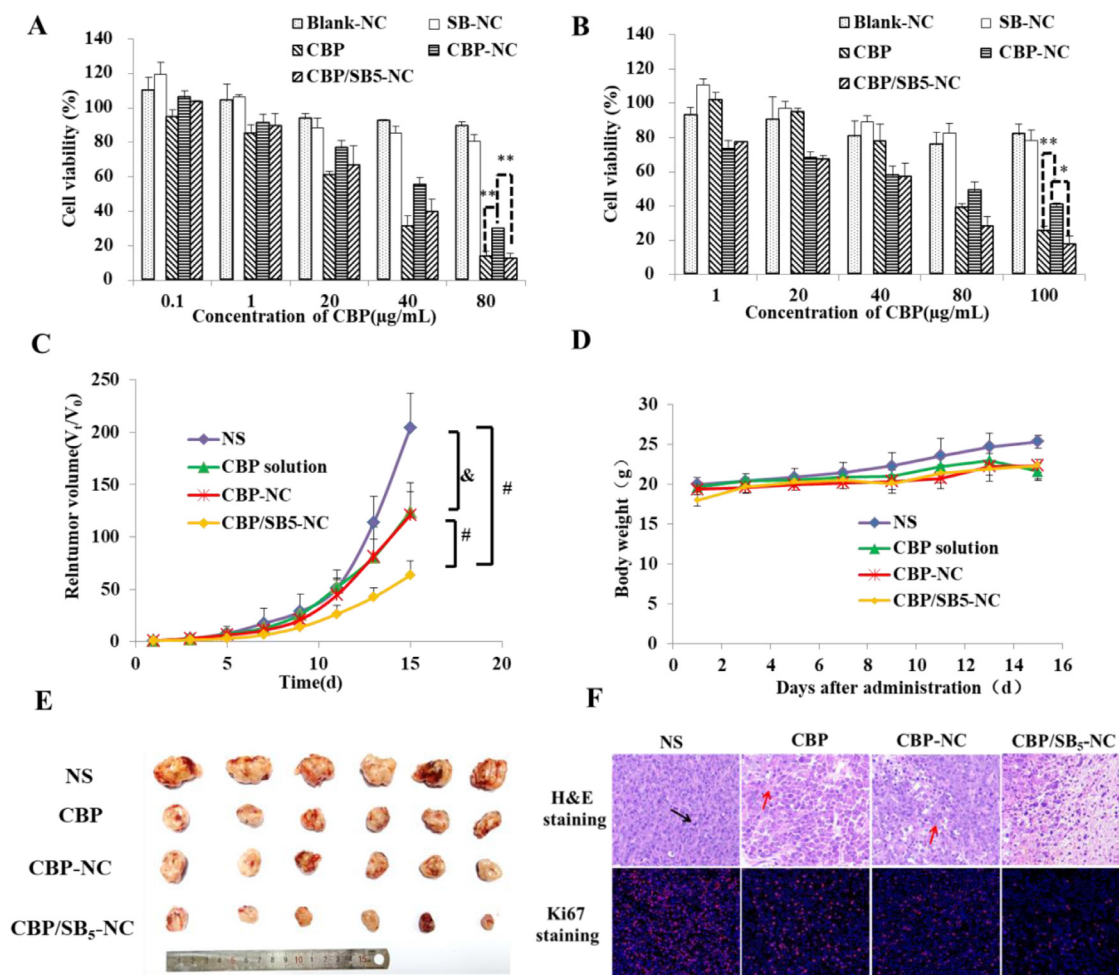 A
Blank-NC
SB-NC
CBP
CBP-NC
CBP/SB5-NC
Cell viability (%)
140
120
100
80
60
40
20
0
**
**
0.1
1
20
40
80
Concentration of CBP(μg/mL)
B
Blank-NC
SB-NC
CBP
CBP-NC
CBP/SB5-NC
Cell viability (%)
140
120
100
80
60
40
20
0
**
*
1
20
40
80
100
Concentration of CBP(μg/mL)
C
Relntumor volume(Vt/V0)
250
200
150
100
50
0
NS
CBP solution
CBP-NC
CBP/SB5-NC
&
#
#
0
5
10
15
20
Time(d)
D
Body weight（g）
30
25
20
15
10
5
0
NS
CBP solution
CBP-NC
CBP/SB5-NC
0
2
4
6
8
10
12
14
16
Days after administration（d）
E
NS
CBP
CBP-NC
CBP/SB₅-NC
F
NS
CBP
CBP-NC
CBP/SB₅-NC
H&E
staining
Ki67
staining